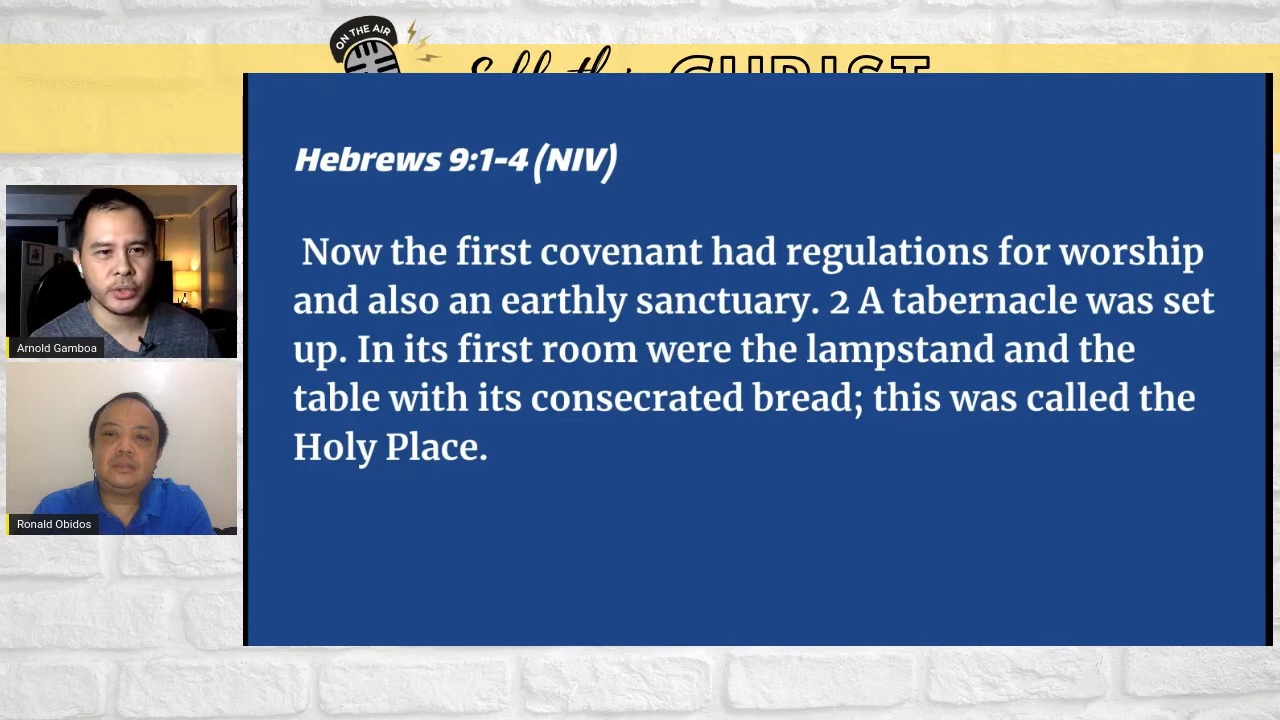 ON THE AIR
CHRIST
Hebrews 9:1-4 (NIV)
Now the first covenant had regulations for worship
and also an earthly sanctuary. 2 A tabernacle was set
up. In its first room were the lampstand and the
table with its consecrated bread; this was called the
Holy Place.
Arnold Gamboa
Ronald Obidos